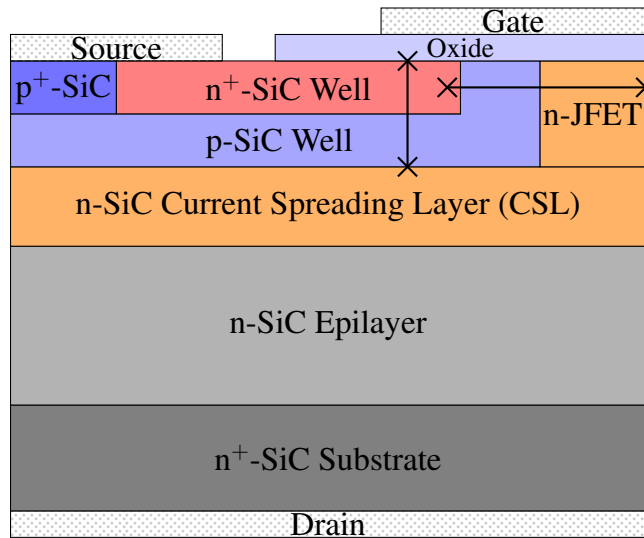 Gate
Source
Oxide
p⁺-SiC
n⁺-SiC Well
n-JFET
p-SiC Well
n-SiC Current Spreading Layer (CSL)
n-SiC Epilayer
n⁺-SiC Substrate
Drain